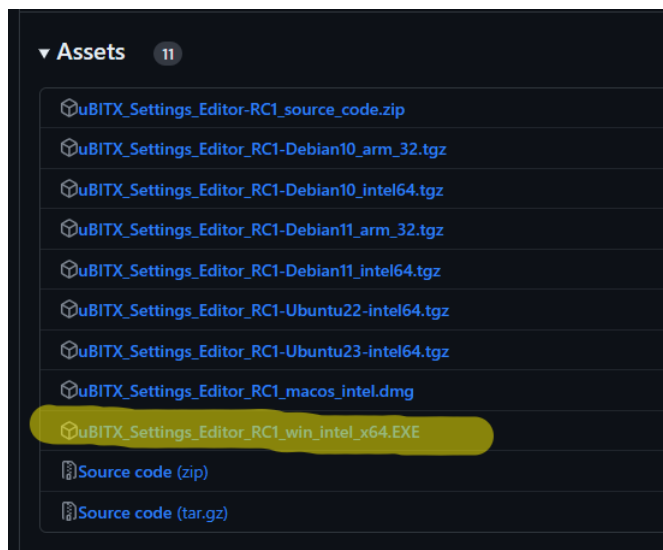 Assets 11
uBITX_Settings_Editor-RC1_source_code.zip
uBITX_Settings_Editor_RC1-Debian10_arm_32.tgz
uBITX_Settings_Editor_RC1-Debian10_intel64.tgz
uBITX_Settings_Editor_RC1-Debian11_arm_32.tgz
uBITX_Settings_Editor_RC1-Debian11_intel64.tgz
uBITX_Settings_Editor_RC1-Ubuntu22-intel64.tgz
uBITX_Settings_Editor_RC1-Ubuntu23-intel64.tgz
uBITX_Settings_Editor_RC1_macos_intel.dmg
uBITX_Settings_Editor_RC1_win_intel_x64.EXE
Source code (zip)
Source code (tar.gz)